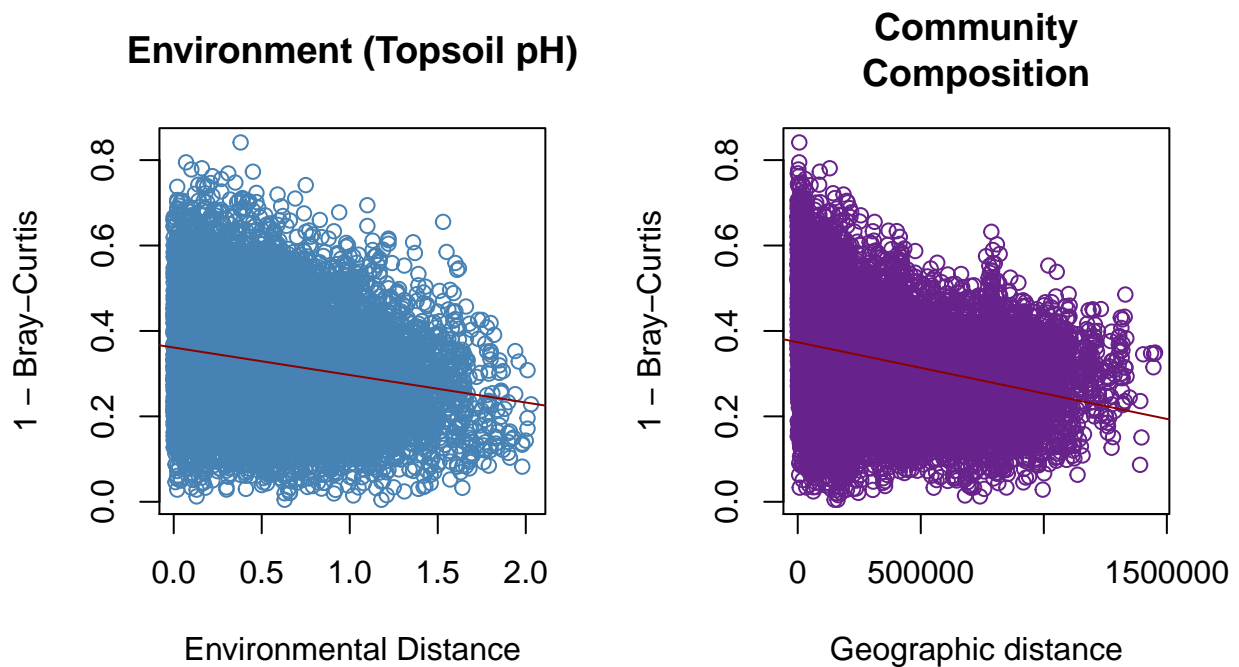 Environment (Topsoil pH)
1 − Bray−Curtis
0.8
0.6
0.4
0.2
0.0
0.0 0.5 1.0 1.5 2.0
Environmental Distance
Community
Composition
1 − Bray−Curtis
0.8
0.6
0.4
0.2
0.0
0 500000 1500000
Geographic distance